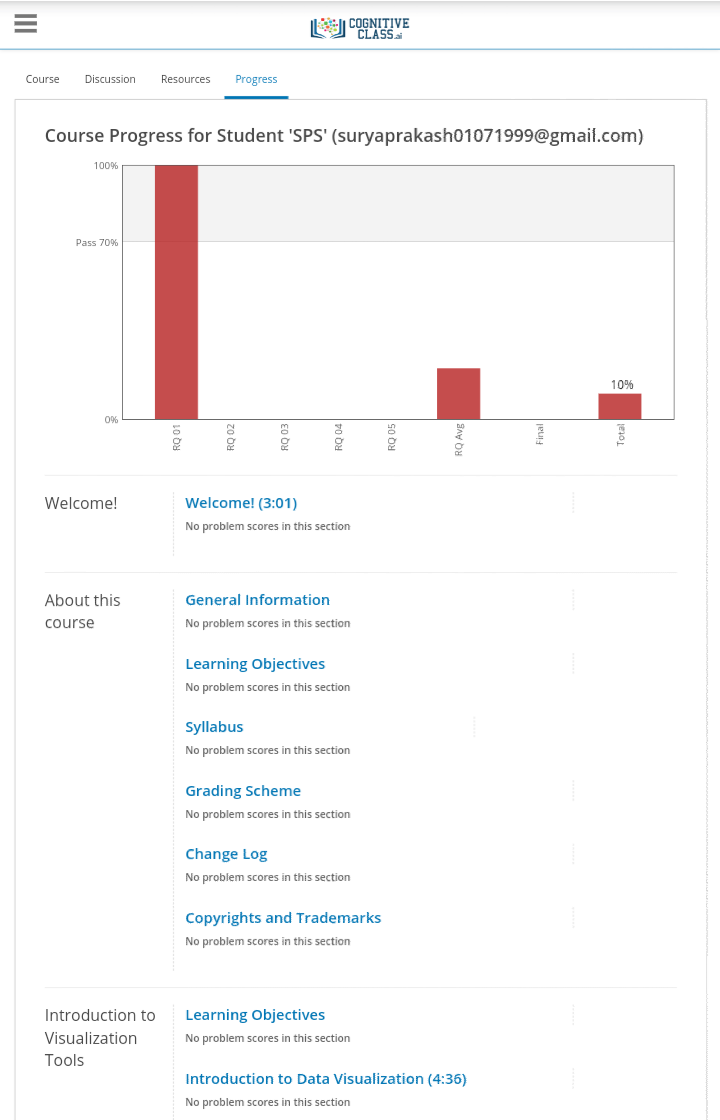 COGNITIVE
CLASS.ai
Course Discussion Resources Progress
Course Progress for Student 'SPS' (suryaprakash01071999@gmail.com)
100%
Pass 70%
10%
0%
RQ 01 RQ 02 RQ 03 RQ 04 RQ 05 RQ Avg Final Total
Welcome!
Welcome! (3:01)
No problem scores in this section
About this
course
General Information
No problem scores in this section
Learning Objectives
No problem scores in this section
Syllabus
No problem scores in this section
Grading Scheme
No problem scores in this section
Change Log
No problem scores in this section
Copyrights and Trademarks
No problem scores in this section
Introduction to
Visualization
Tools
Learning Objectives
No problem scores in this section
Introduction to Data Visualization (4:36)
No problem scores in this section